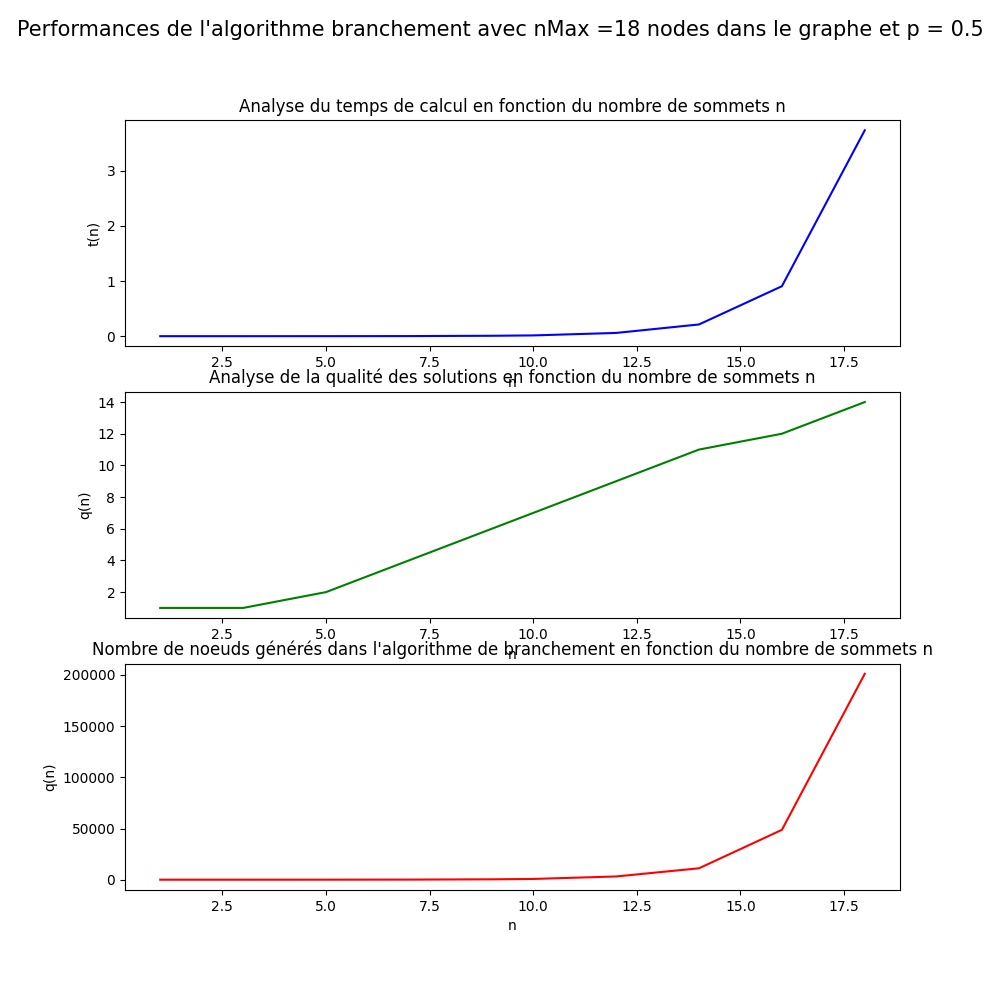 Performances de l'algorithme branchement avec nMax =18 nodes dans le graphe et p = 0.5
Analyse du temps de calcul en fonction du nombre de sommets n
3
2
1
0
t(n)
2.5 5.0 7.5 10.0 12.5 15.0 17.5
n
Analyse de la qualité des solutions en fonction du nombre de sommets n
14
12
10
8
6
4
2
q(n)
2.5 5.0 7.5 10.0 12.5 15.0 17.5
n
Nombre de noeuds générés dans l'algorithme de branchement en fonction du nombre de sommets n
200000
150000
100000
50000
0
q(n)
2.5 5.0 7.5 10.0 12.5 15.0 17.5
n